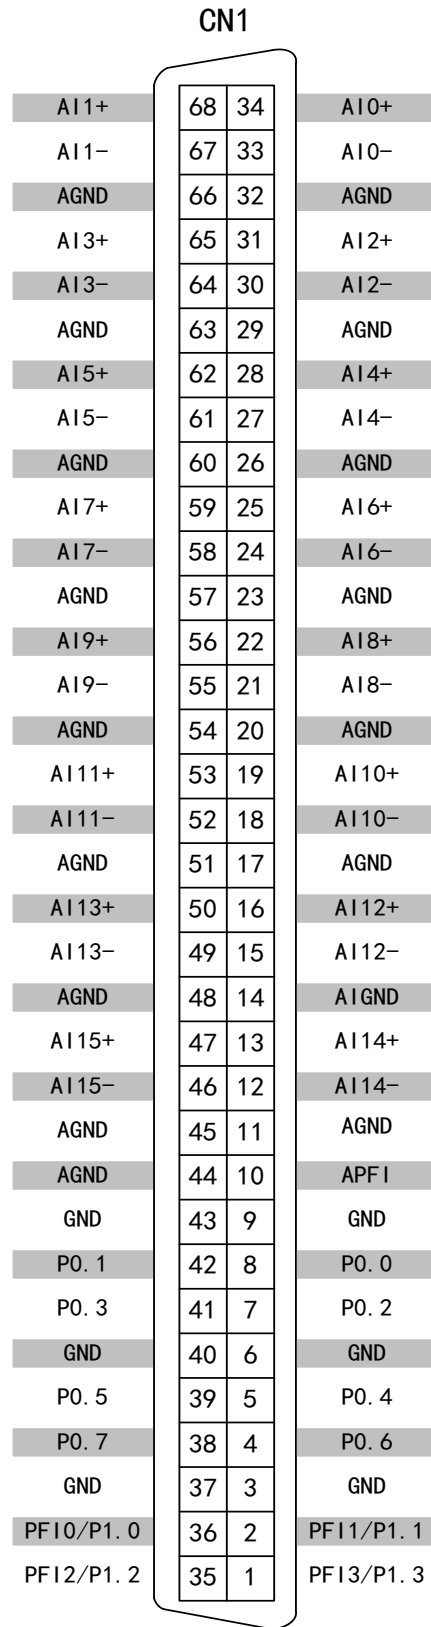 CN1
AI1+ 68 34 AI0+
AI1- 67 33 AI0-
AGND 66 32 AGND
AI3+ 65 31 AI2+
AI3- 64 30 AI2-
AGND 63 29 AGND
AI5+ 62 28 AI4+
AI5- 61 27 AI4-
AGND 60 26 AGND
AI7+ 59 25 AI6+
AI7- 58 24 AI6-
AGND 57 23 AGND
AI9+ 56 22 AI8+
AI9- 55 21 AI8-
AGND 54 20 AGND
AI11+ 53 19 AI10+
AI11- 52 18 AI10-
AGND 51 17 AGND
AI13+ 50 16 AI12+
AI13- 49 15 AI12-
AGND 48 14 AIGND
AI15+ 47 13 AI14+
AI15- 46 12 AI14-
AGND 45 11 AGND
AGND 44 10 APFI
GND 43 9 GND
P0.1 42 8 P0.0
P0.3 41 7 P0.2
GND 40 6 GND
P0.5 39 5 P0.4
P0.7 38 4 P0.6
GND 37 3 GND
PFI0/P1.0 36 2 PFI1/P1.1
PFI2/P1.2 35 1 PFI3/P1.3